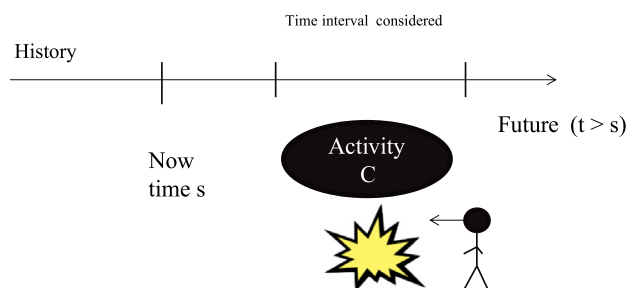 Time interval considered
History
Future (t > s)
Activity
C
Now
time s